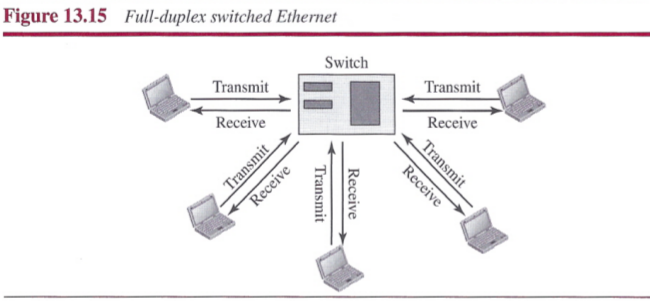 Figure 13.15 Full-duplex switched Ethernet
Switch
Transmit
Receive
Transmit
Receive
Transmit
Receive
Transmit
Receive
Transmit
Receive